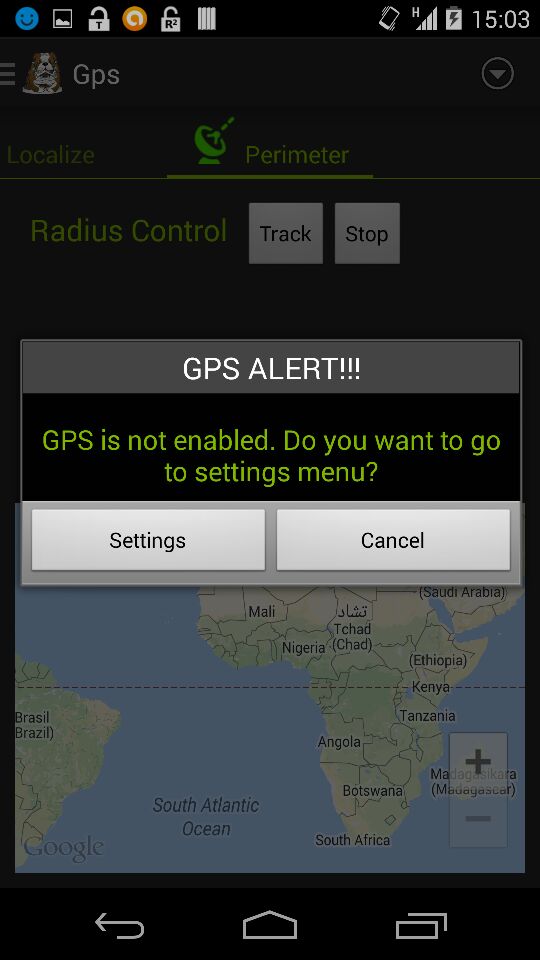 T
R²
H
15:03
Gps
Localize
Perimeter
Radius Control
Track
Stop
GPS ALERT!!!
GPS is not enabled. Do you want to go
to settings menu?
Settings
Cancel
(Saudi Arabia)
Mali
تشاد
Tchad
(Chad)
Nigeria
(Ethiopia)
Kenya
Brasil
Brazil)
Tanzania
Angola
Madagasikara
(Madagascar)
Botswana
South Atlantic
Ocean
South Africa
Google